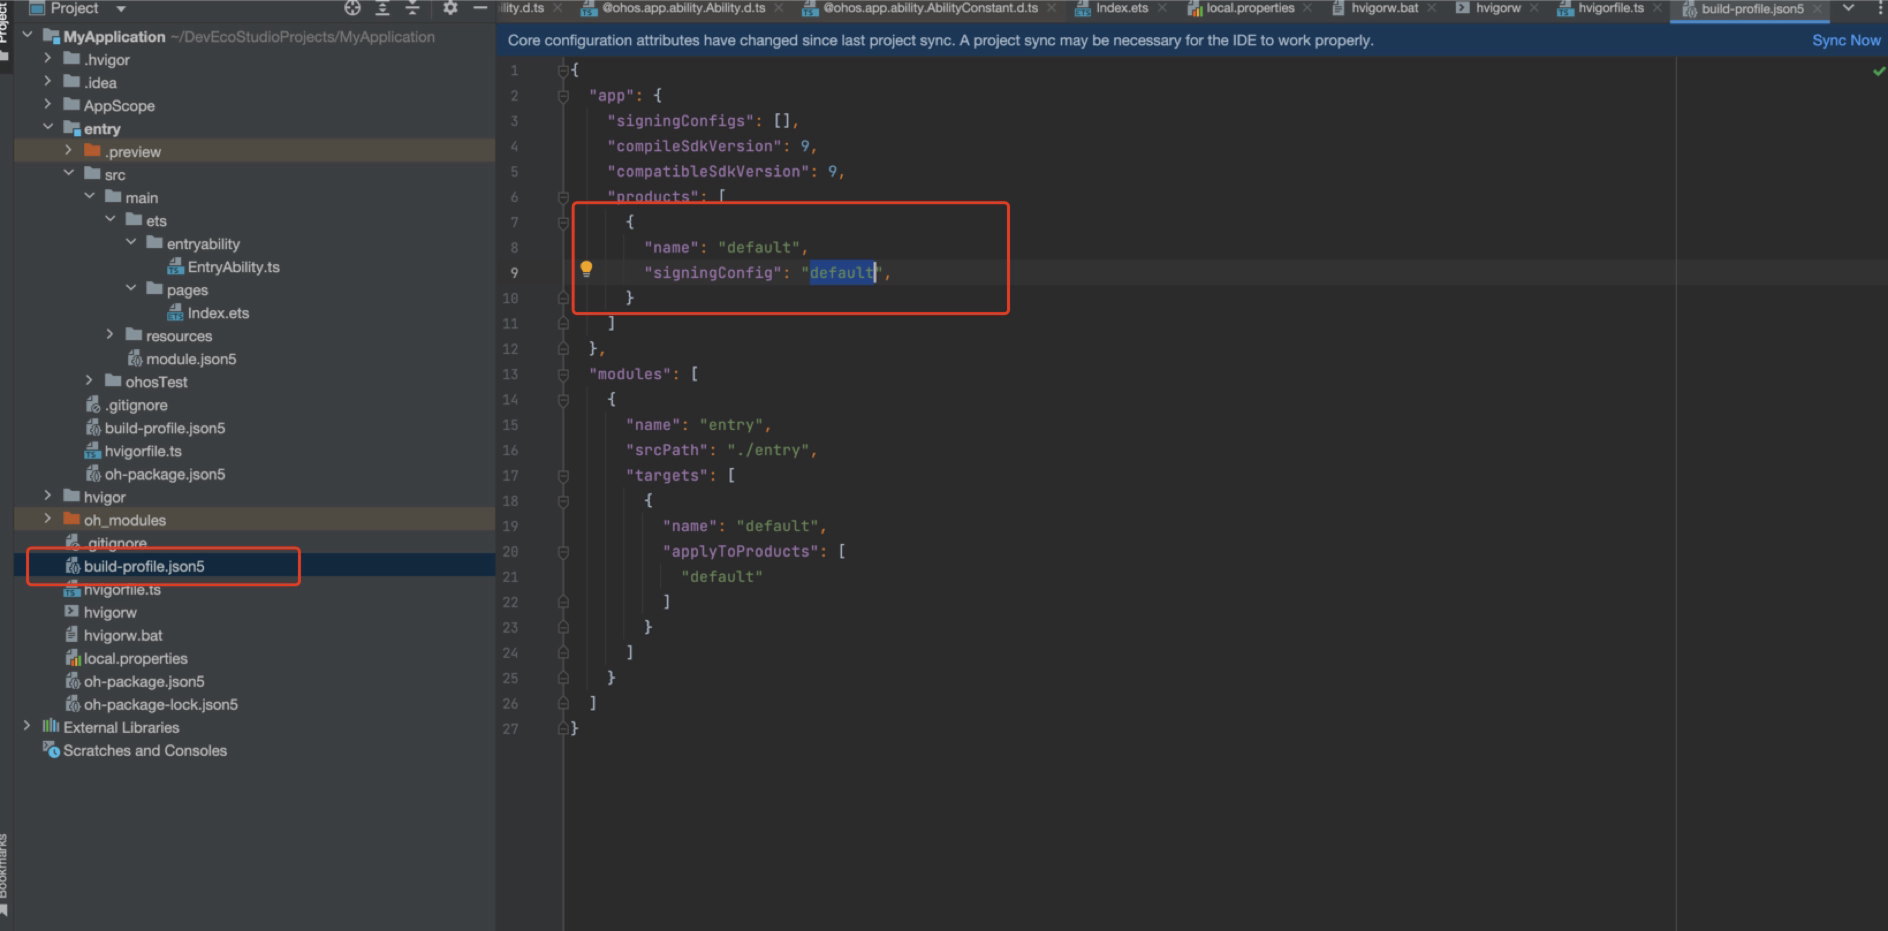 Project
lity.d.ts
@ohos.app.ability.Ability.d.ts
@ohos.app.ability.AbilityConstant.d.ts
Index.ets
local.properties
hvigorw.bat
hvigorw
hvigorfile.ts
build-profile.json5
Project
MyApplication ~/DevEcoStudioProjects/MyApplication
.hvigor
.idea
AppScope
entry
.preview
src
main
ets
entryability
EntryAbility.ts
pages
Index.ets
resources
module.json5
ohosTest
.gitignore
build-profile.json5
hvigorfile.ts
oh-package.json5
hvigor
oh_modules
.gitignore
build-profile.json5
hvigorfile.ts
hvigorw
hvigorw.bat
local.properties
oh-package.json5
oh-package-lock.json5
External Libraries
Scratches and Consoles
Bookmarks
Core configuration attributes have changed since last project sync. A project sync may be necessary for the IDE to work properly.
Sync Now
1 {
2 "app": {
3 "signingConfigs": [],
4 "compileSdkVersion": 9,
5 "compatibleSdkVersion": 9,
6 "products": [
7 {
8 "name": "default",
9 "signingConfig": "default",
10 }
11 ]
12 },
13 "modules": [
14 {
15 "name": "entry",
16 "srcPath": "./entry",
17 "targets": [
18 {
19 "name": "default",
20 "applyToProducts": [
21 "default"
22 ]
23 }
24 ]
25 }
26 ]
27 }